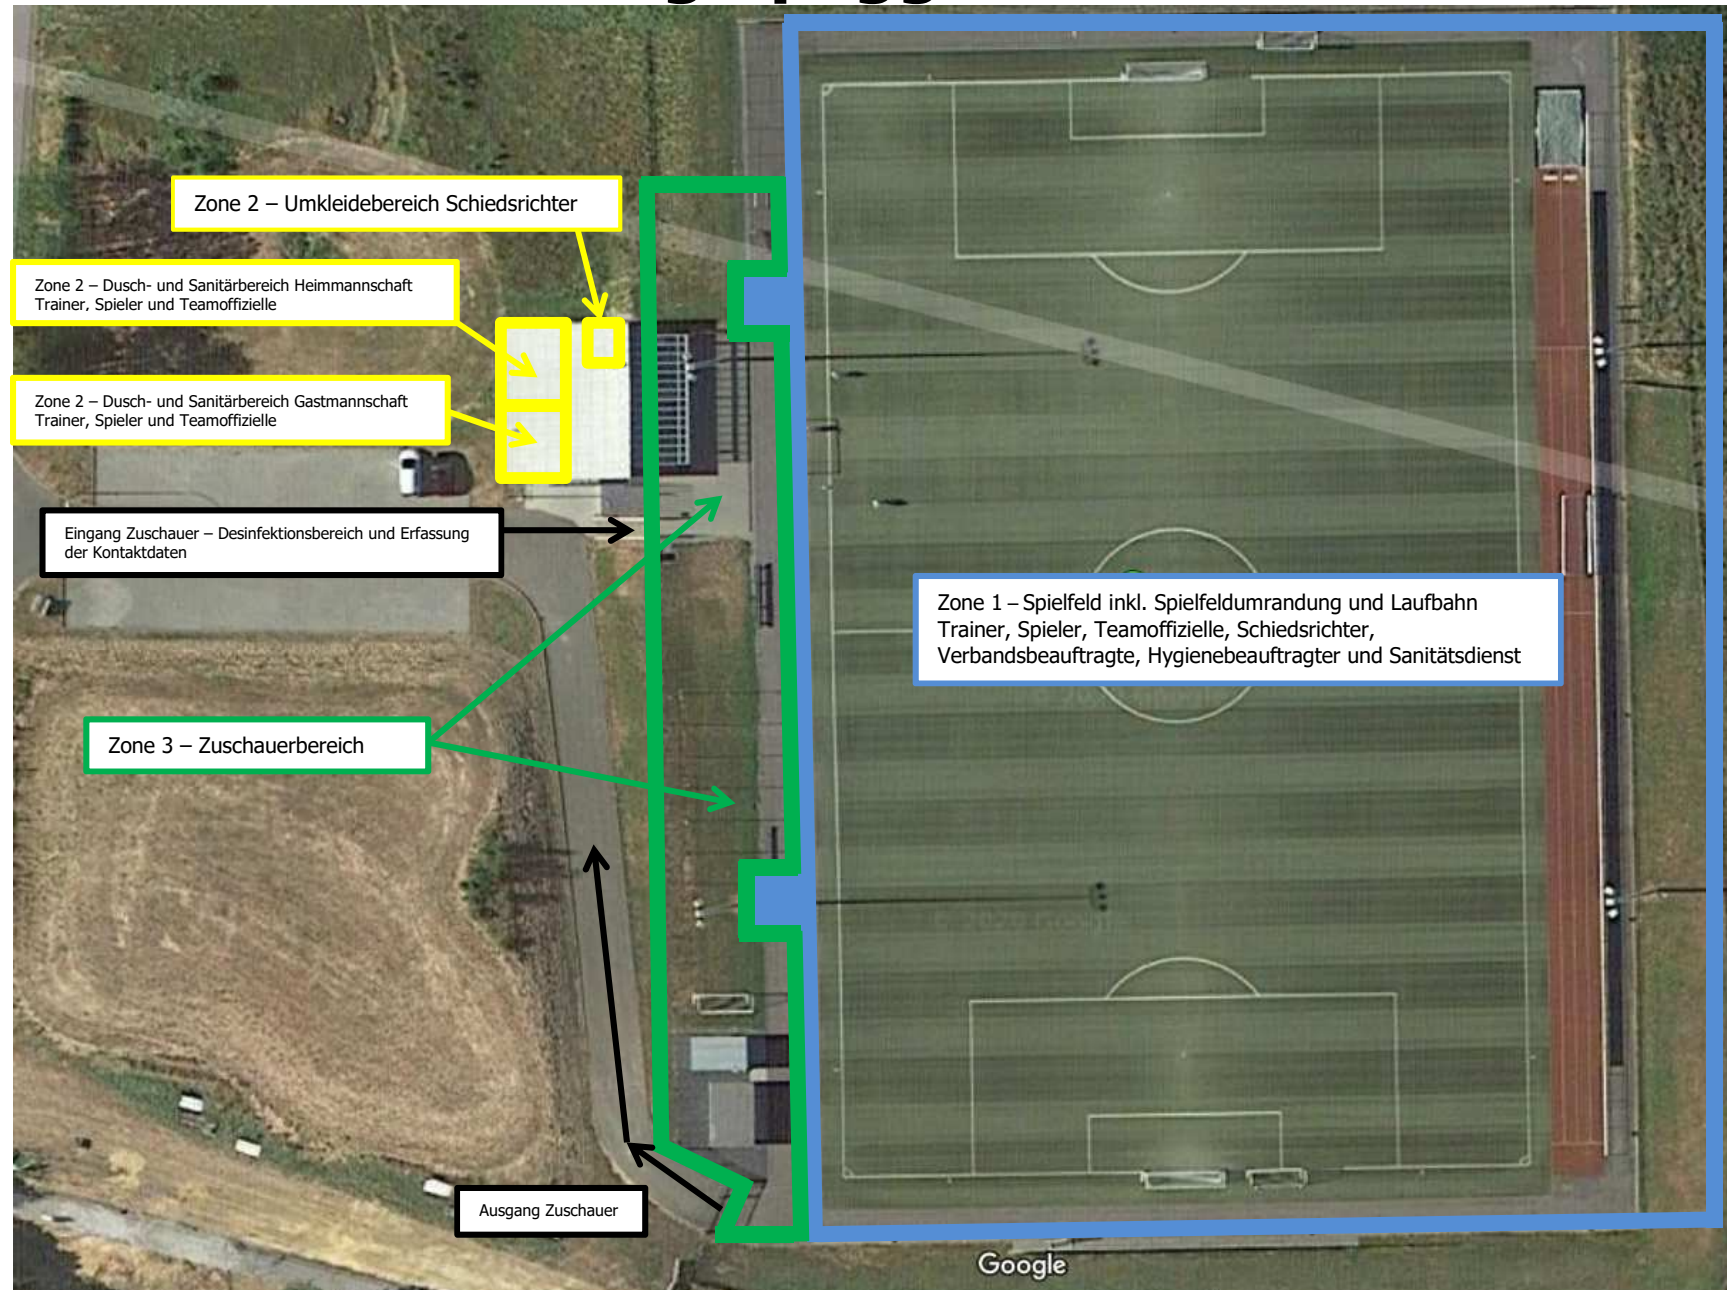 Zone 2 – Umkleidebereich Schiedsrichter
Zone 2 – Dusch- und Sanitärbereich Heimmannschaft
Trainer, Spieler und Teamoffizielle
Zone 2 – Dusch- und Sanitärbereich Gastmannschaft
Trainer, Spieler und Teamoffizielle
Eingang Zuschauer – Desinfektionsbereich und Erfassung
der Kontaktdaten
Zone 1 – Spielfeld inkl. Spielfeldumrandung und Laufbahn
Trainer, Spieler, Teamoffizielle, Schiedsrichter,
Verbandsbeauftragte, Hygienebeauftragter und Sanitätsdienst
Zone 3 – Zuschauerbereich
Ausgang Zuschauer
Google